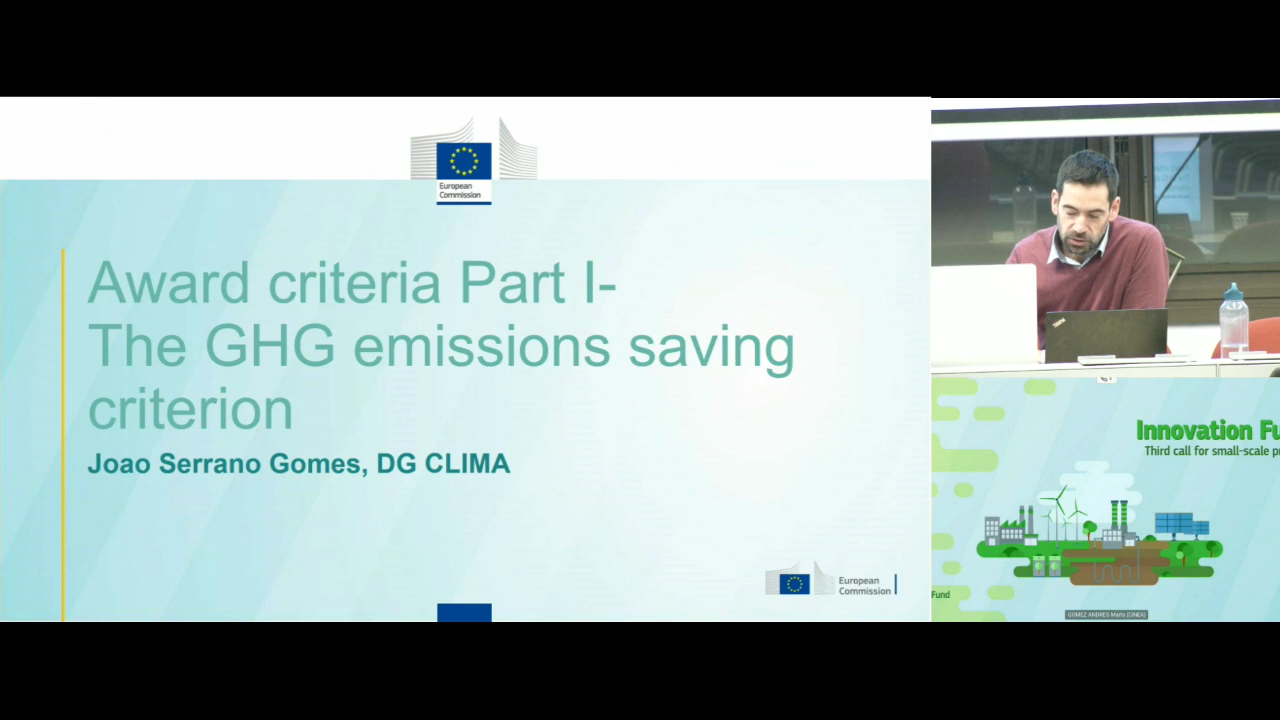 European
Commission
Award criteria Part I-
The GHG emissions saving
criterion
Joao Serrano Gomes, DG CLIMA
European
Commission
Innovation Fu
Third call for small-scale p
Fund
GOMEZ ANDRES Marta (CINEA)